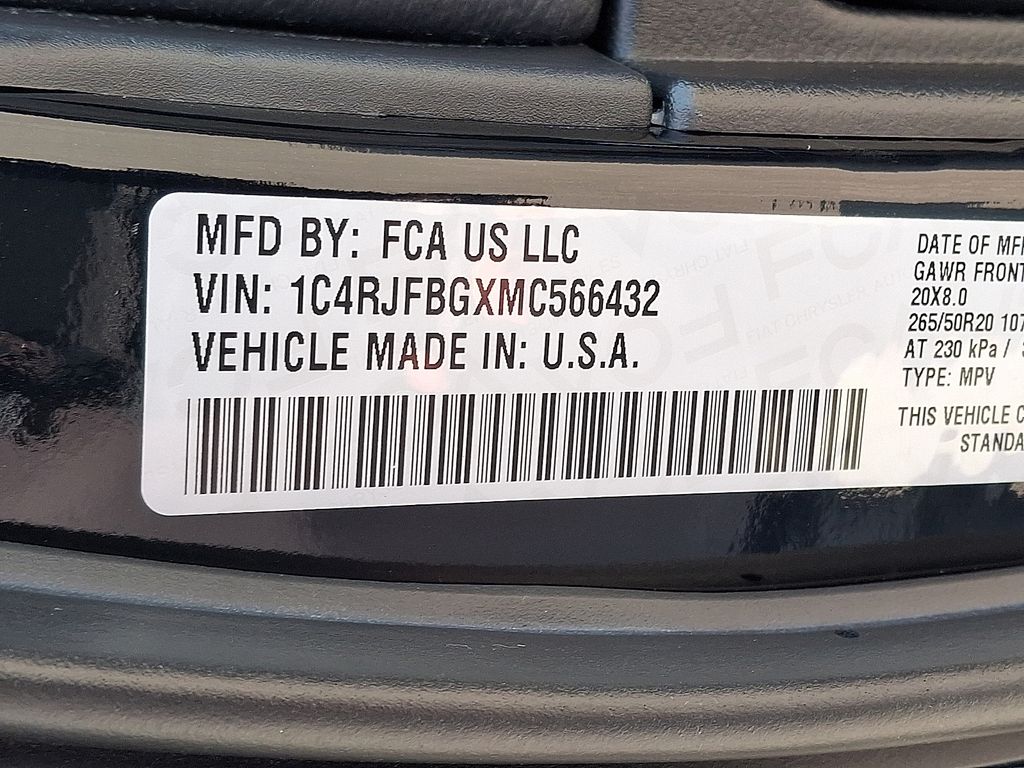 MFD BY: FCA US LLC
VIN: 1C4RJFBGXMC566432
VEHICLE MADE IN: U.S.A.
DATE OF MF
GAWR FRONT
20X8.0
265/50R20 107
AT 230 kPa /
TYPE: MPV
THIS VEHICLE C
STANDA